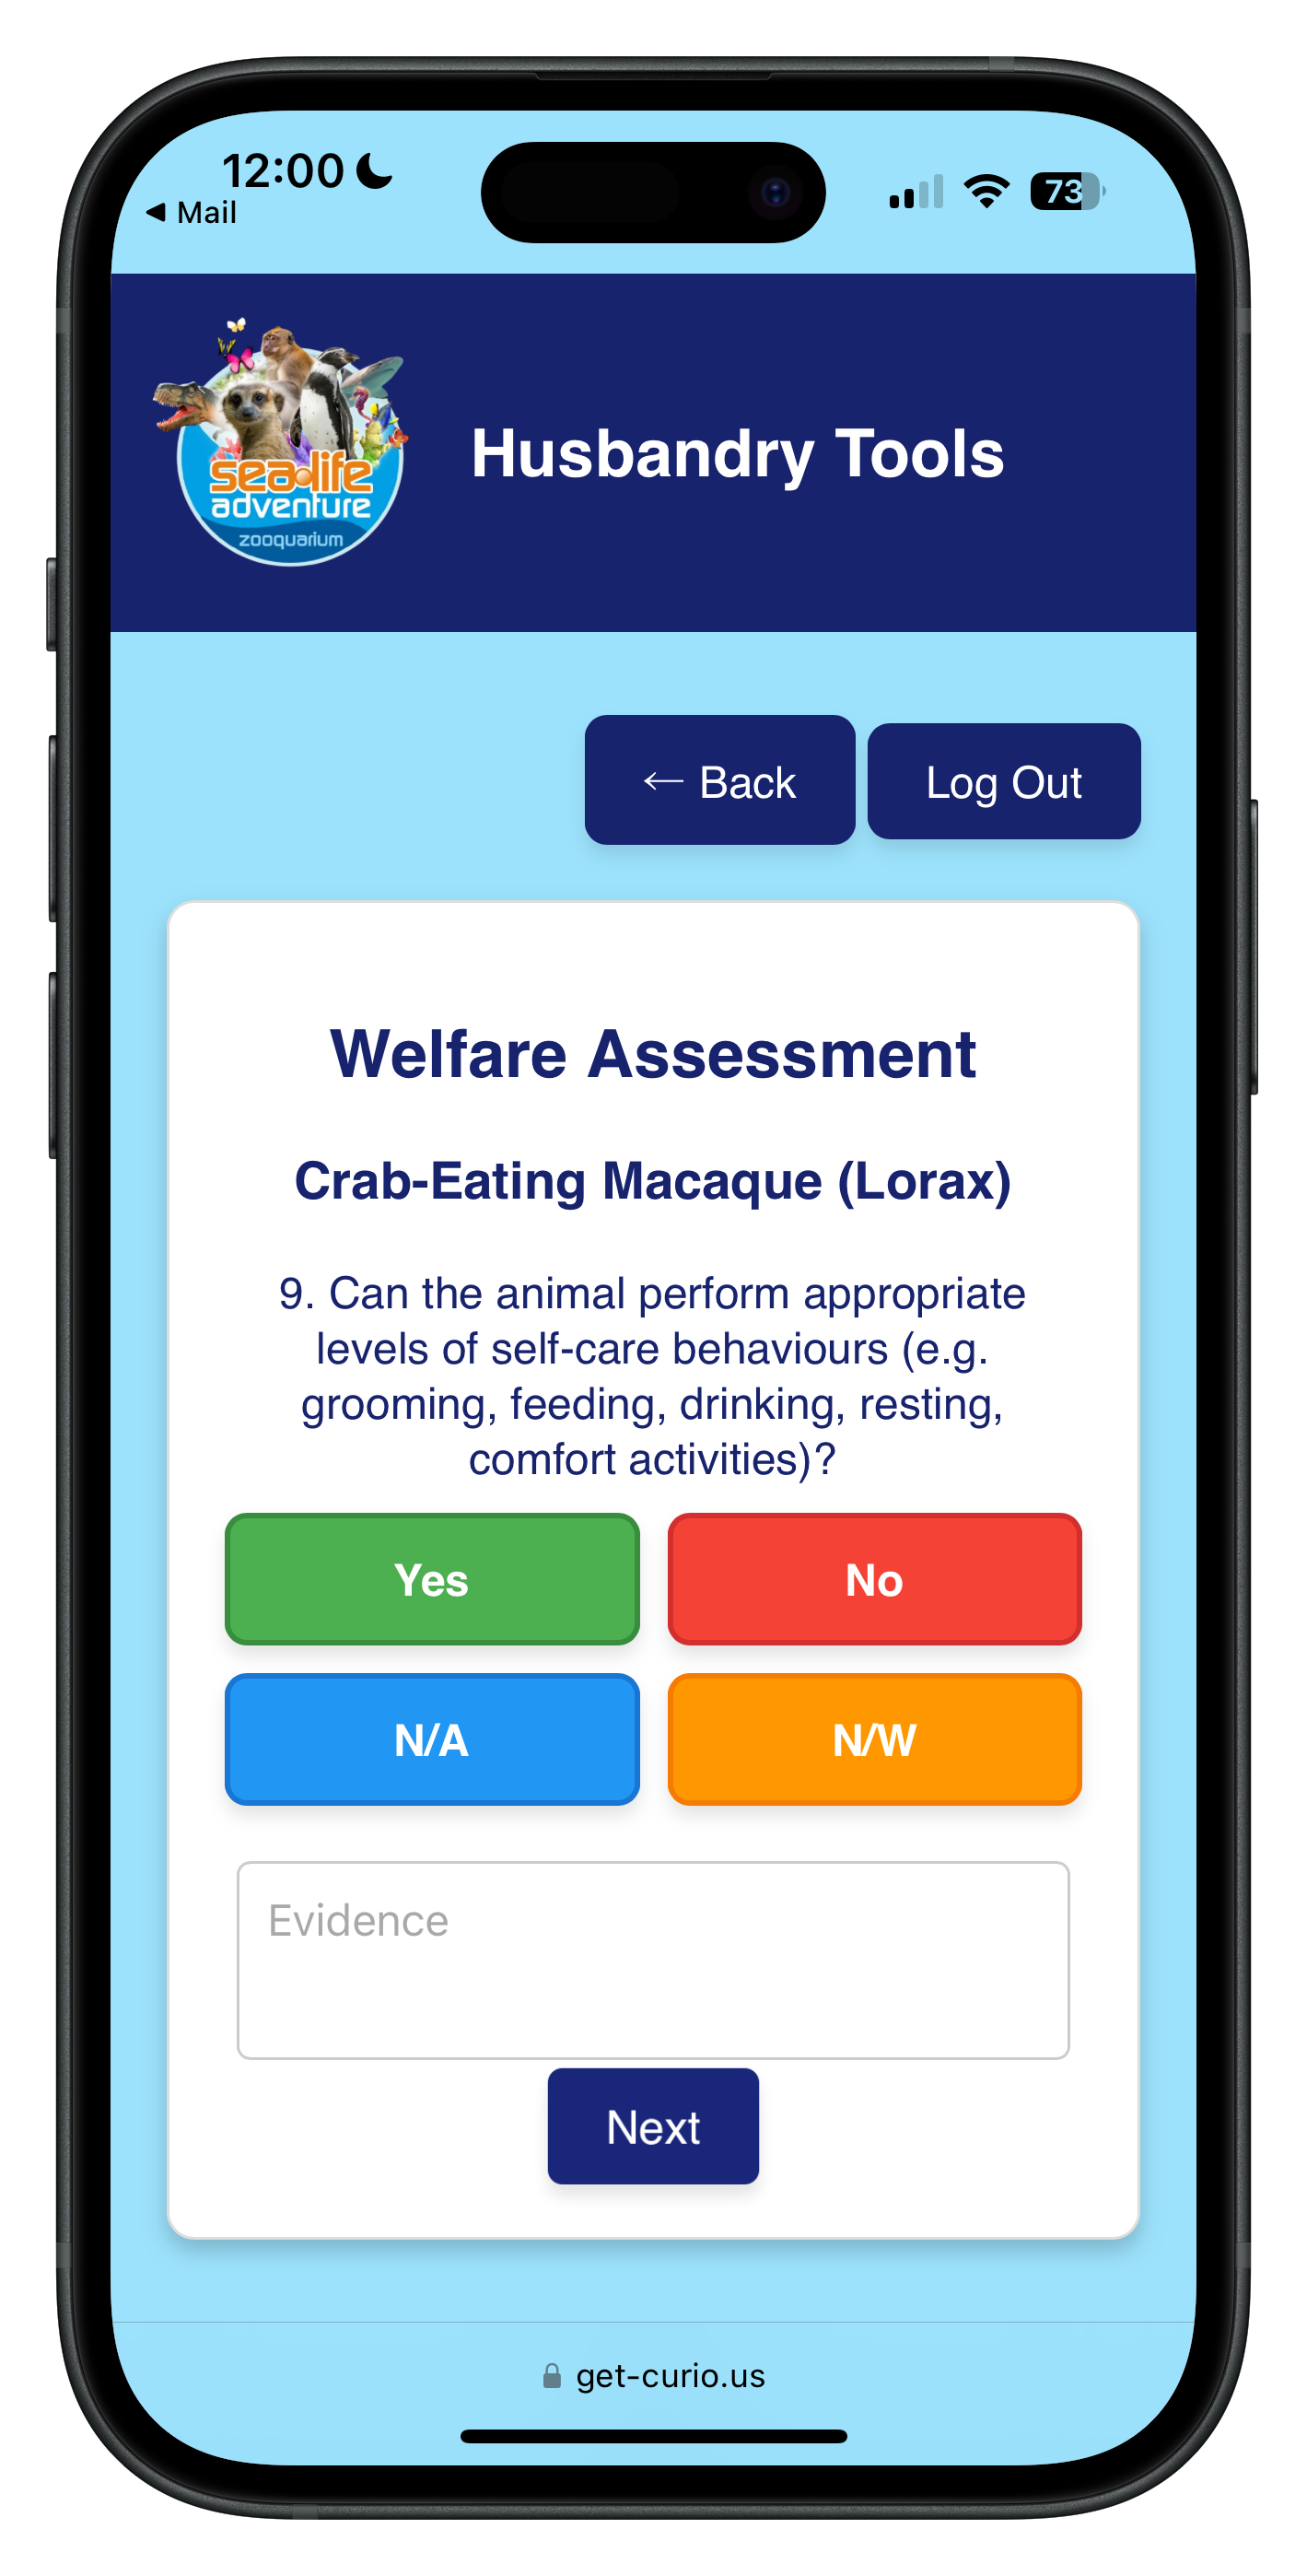 12:00
◀ Mail
73
sea life
adventure
zooquarium
Husbandry Tools
← Back
Log Out
Welfare Assessment
Crab-Eating Macaque (Lorax)
9. Can the animal perform appropriate
levels of self-care behaviours (e.g.
grooming, feeding, drinking, resting,
comfort activities)?
Yes
No
N/A
N/W
Evidence
Next
get-curio.us